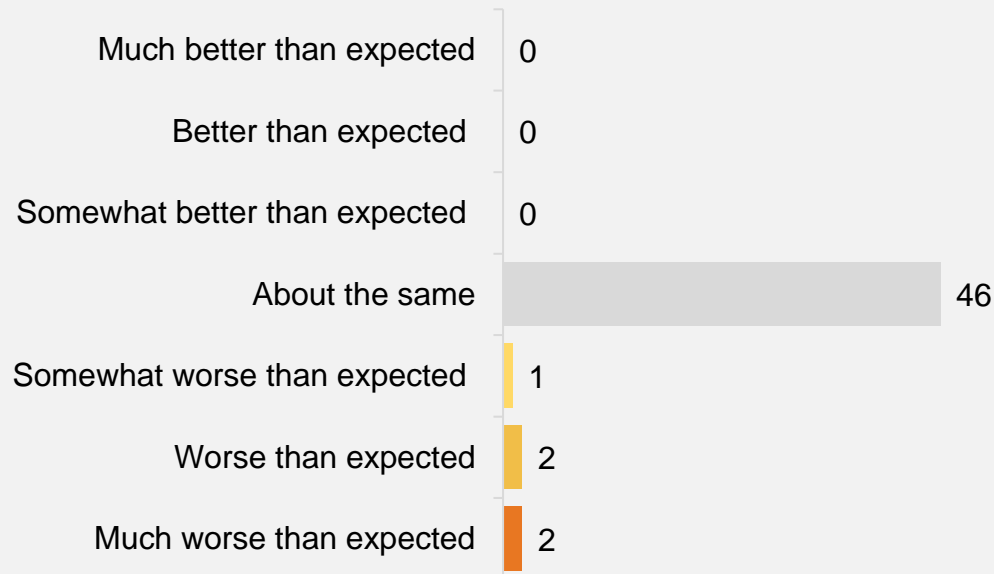 Much better than expected 0
Better than expected 0
Somewhat better than expected 0
About the same 46
Somewhat worse than expected 1
Worse than expected 2
Much worse than expected 2